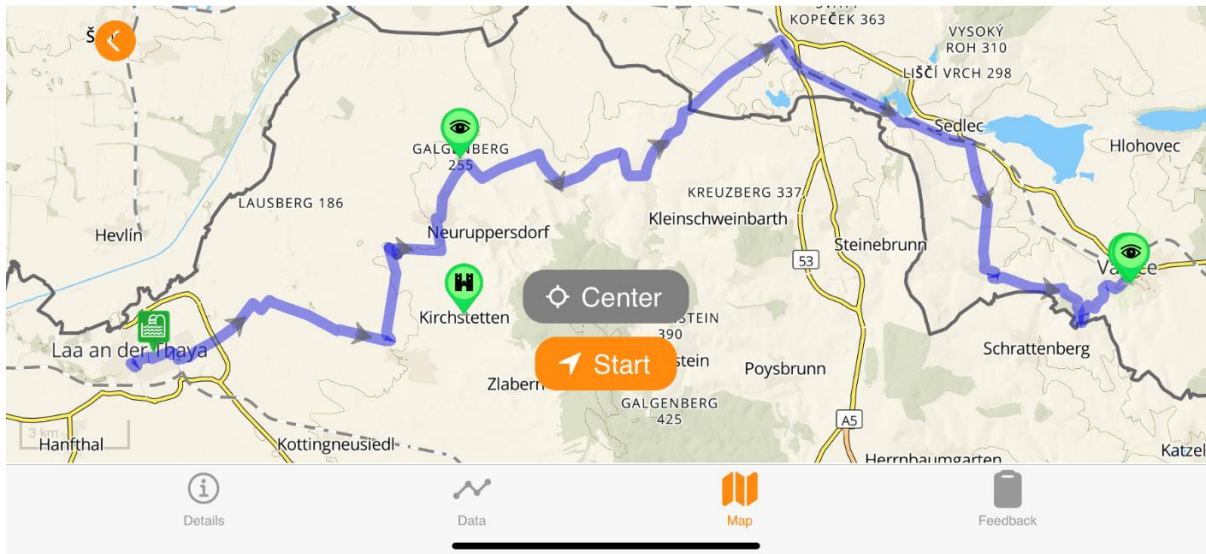 KOPEČEK 363
VYSOKÝ
ROH 310
LIŠČÍ VRCH 298
Sedlec
Hlohovec
GALGENBERG
255
LAUSBERG 186
KREUZBERG 337
Kleinschweinbarth
Hevlín
Neuruppersdorf
Steinebrunn
53
Center
Kirchstetten
390
Laa an der Thaya
Start
Schrattenberg
Poysbrunn
Zlabern
GALGENBERG
425
A5
3 km
Hanfthal
Kottingneusiedl
Herrnbaumgarten
Katzel
Details
Data
Map
Feedback